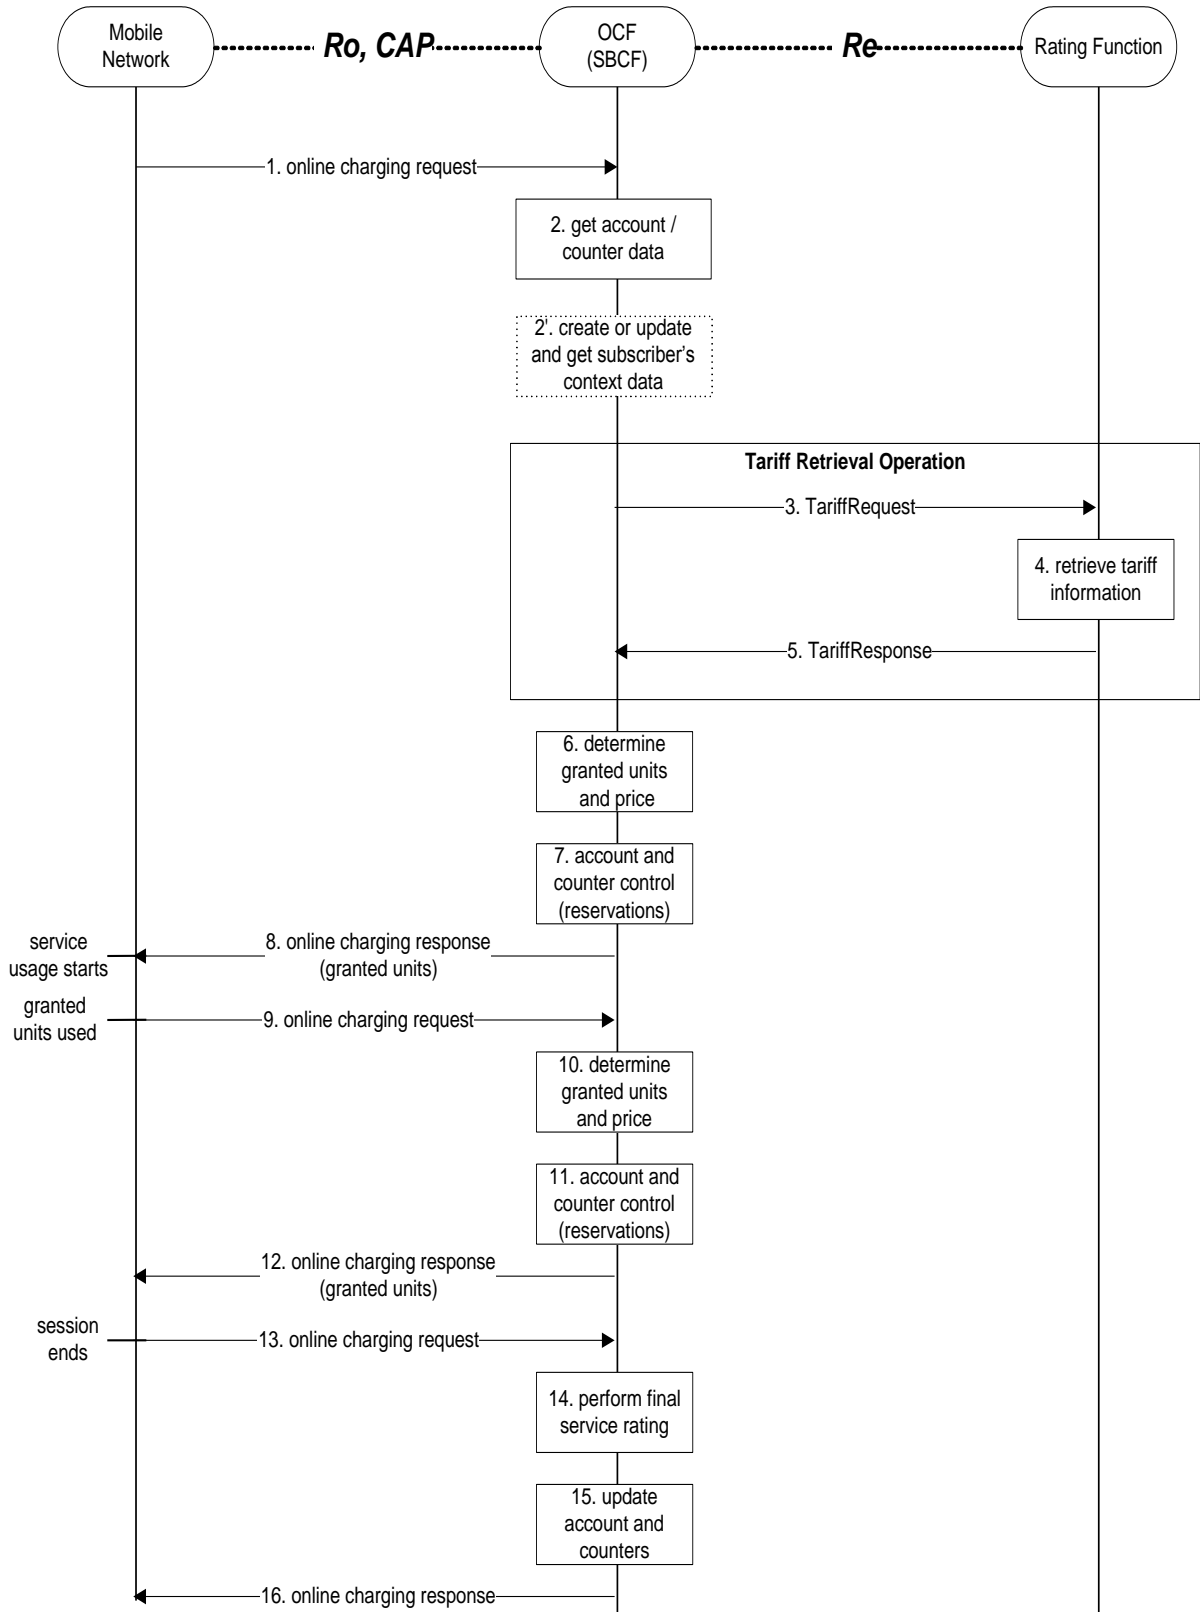 Mobile
Network
Ro, CAP
OCF
(SBCF)
Re
Rating Function
1. online charging request
2. get account /
counter data
2'. create or update
and get subscriber's
context data
Tariff Retrieval Operation
3. TariffRequest
4. retrieve tariff
information
5. TariffResponse
6. determine
granted units
and price
7. account and
counter control
(reservations)
service
usage starts
8. online charging response
(granted units)
granted
units used
9. online charging request
10. determine
granted units
and price
11. account and
counter control
(reservations)
12. online charging response
(granted units)
session
ends
13. online charging request
14. perform final
service rating
15. update
account and
counters
16. online charging response